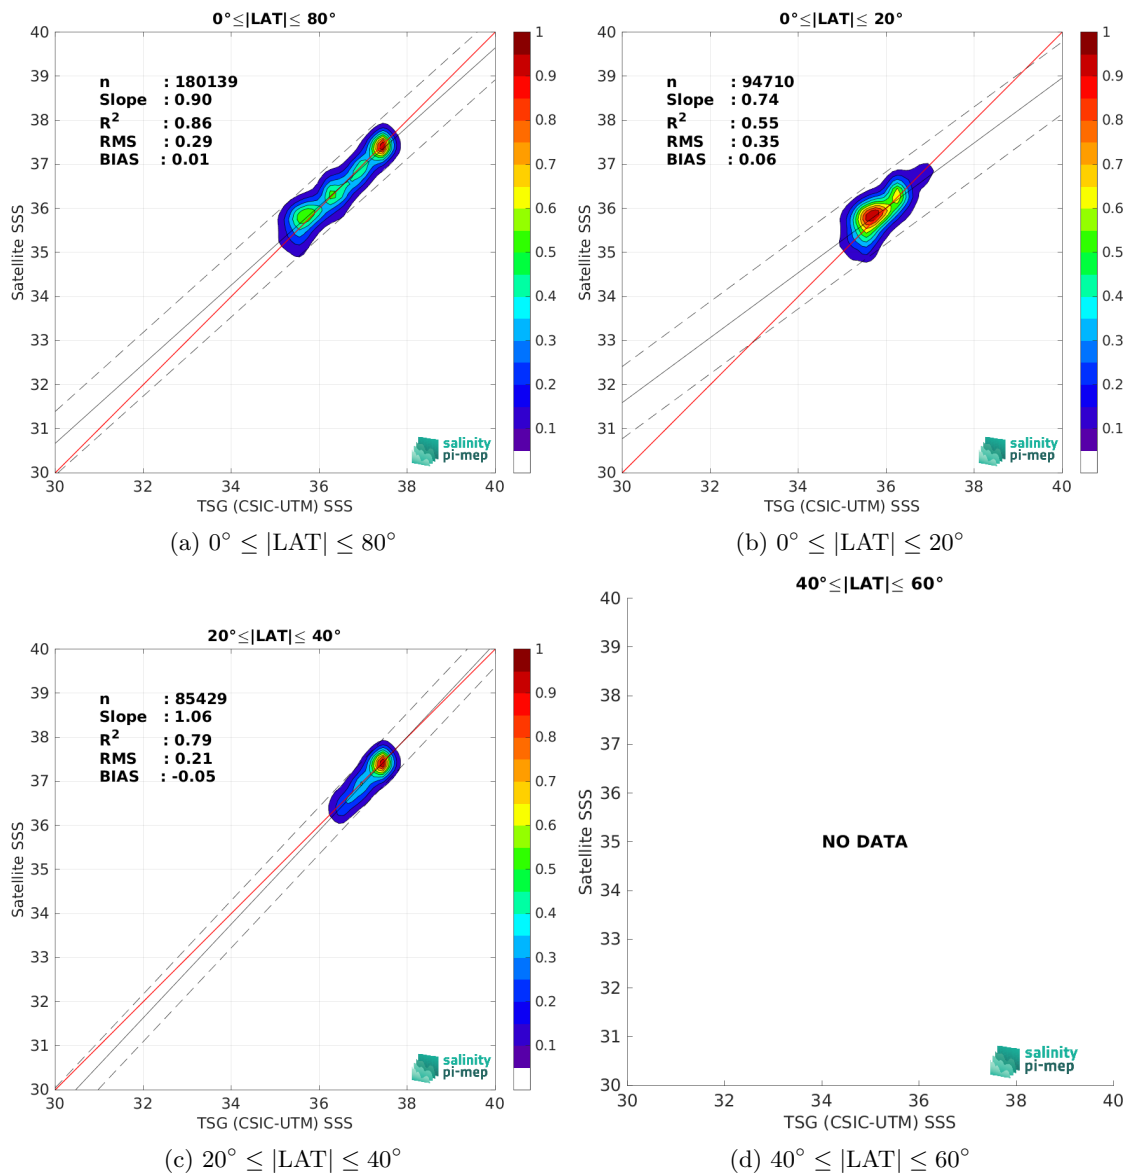 0°≤|LAT|≤ 80°
n : 180139
Slope : 0.90
R2 : 0.86
RMS : 0.29
BIAS : 0.01
40
39
38
37
36
35
34
33
32
31
30
30 32 34 36 38 40
1
0.9
0.8
0.7
0.6
0.5
0.4
0.3
0.2
0.1
Satellite SSS
TSG (CSIC-UTM) SSS
salinity
pi-mep
(a) 0° ≤ |LAT| ≤ 80°
0°≤|LAT|≤ 20°
n : 94710
Slope : 0.74
R2 : 0.55
RMS : 0.35
BIAS : 0.06
40
39
38
37
36
35
34
33
32
31
30
30 32 34 36 38 40
1
0.9
0.8
0.7
0.6
0.5
0.4
0.3
0.2
0.1
Satellite SSS
TSG (CSIC-UTM) SSS
salinity
pi-mep
(b) 0° ≤ |LAT| ≤ 20°
20°≤|LAT|≤ 40°
n : 85429
Slope : 1.06
R2 : 0.79
RMS : 0.21
BIAS : -0.05
40
39
38
37
36
35
34
33
32
31
30
30 32 34 36 38 40
1
0.9
0.8
0.7
0.6
0.5
0.4
0.3
0.2
0.1
Satellite SSS
TSG (CSIC-UTM) SSS
salinity
pi-mep
(c) 20° ≤ |LAT| ≤ 40°
40°≤|LAT|≤ 60°
40
39
38
37
36
35
34
33
32
31
30
30 32 34 36 38 40
NO DATA
Satellite SSS
TSG (CSIC-UTM) SSS
salinity
pi-mep
(d) 40° ≤ |LAT| ≤ 60°